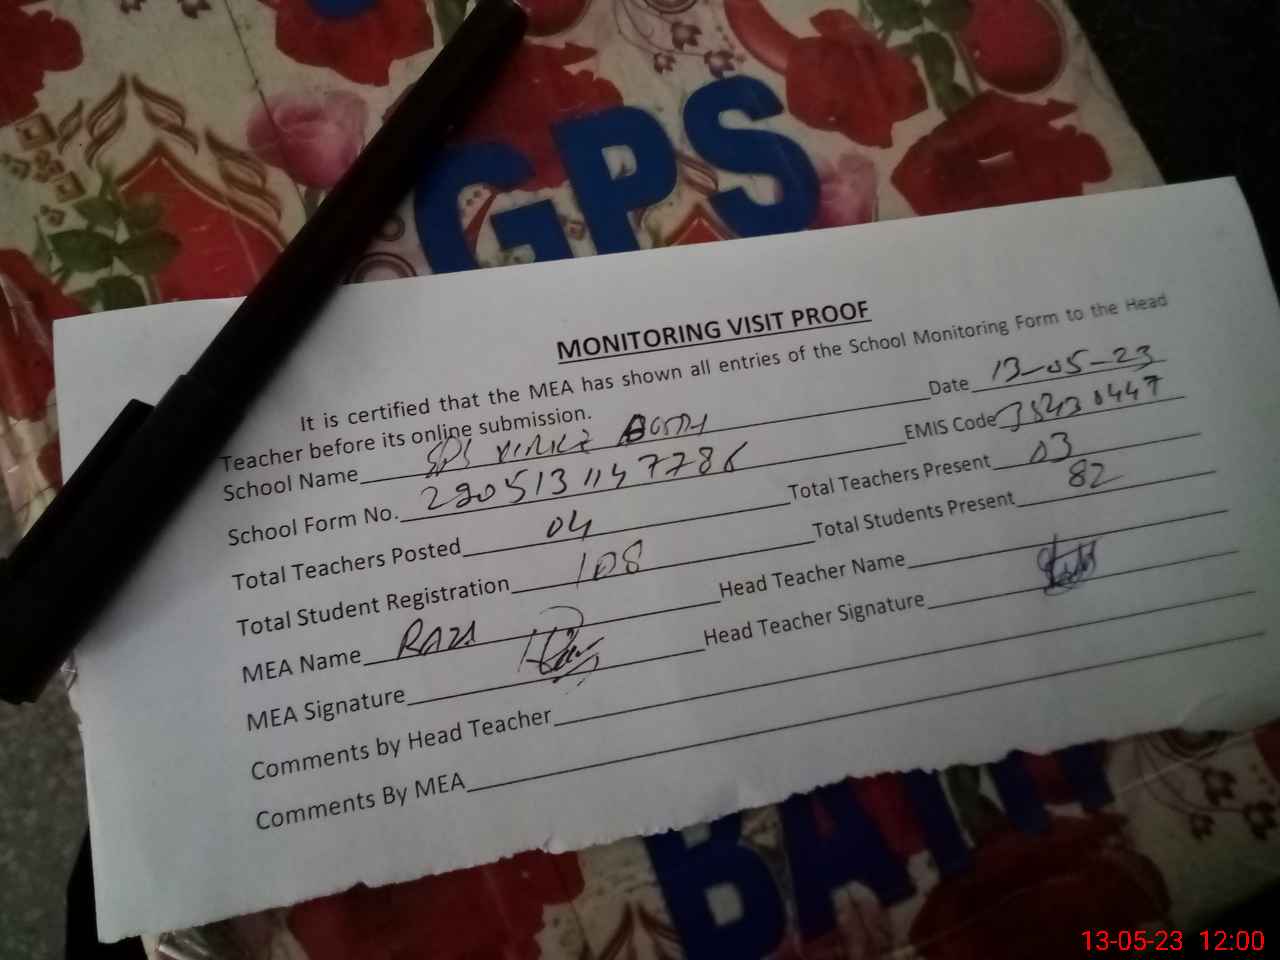 GPS
MONITORING VISIT PROOF
It is certified that the MEA has shown all entries of the School Monitoring Form to the Head
Teacher before its online submission.
Date 13-05-23
School Name
EMIS Code 35230447
School Form No. 2905131147786
Total Teachers Present 03
Total Teachers Posted 04
Total Students Present 82
Total Student Registration 108
Head Teacher Name
MEA Name RAZA
Head Teacher Signature
MEA Signature
Comments by Head Teacher
Comments By MEA
13-05-23 12:00